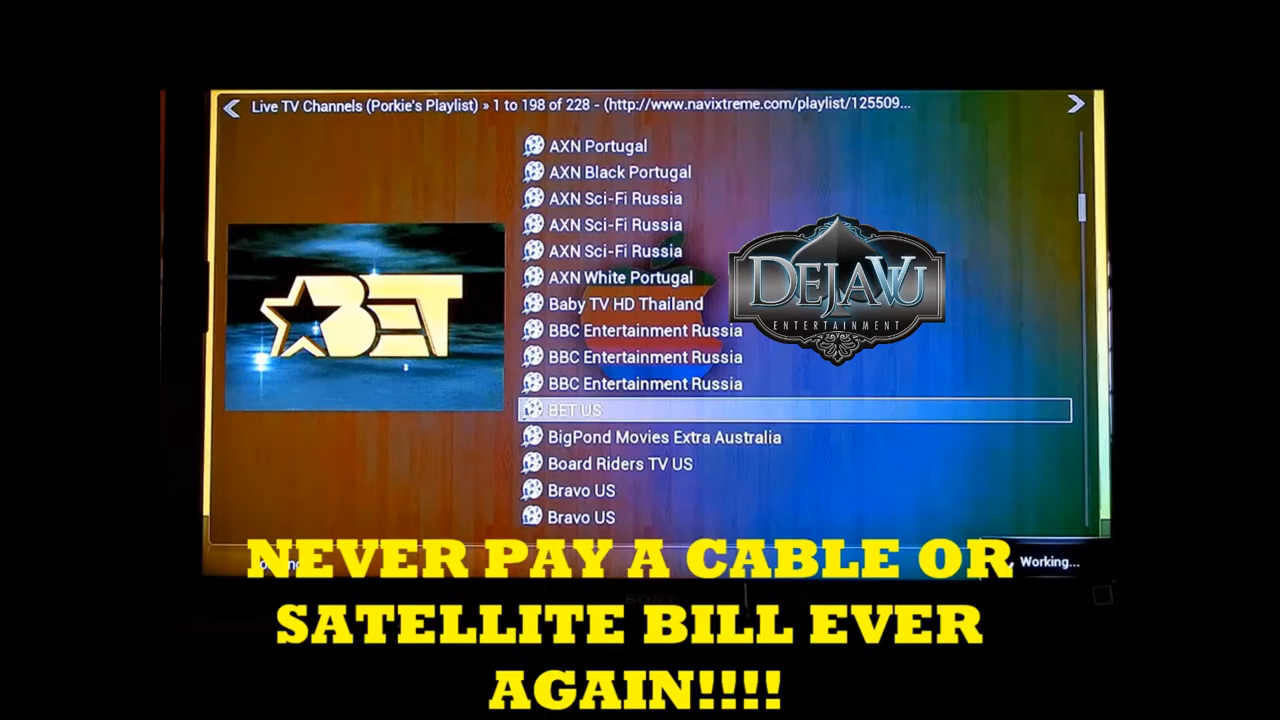 Live TV Channels (Porkie's Playlist) » 1 to 198 of 228 - (http://www.navixtreme.com/playlist/125509...
AXN Portugal
AXN Black Portugal
AXN Sci-Fi Russia
AXN Sci-Fi Russia
AXN Sci-Fi Russia
AXN White Portugal
Baby TV HD Thailand
BBC Entertainment Russia
BBC Entertainment Russia
BBC Entertainment Russia
BET US
BigPond Movies Extra Australia
Board Riders TV US
Bravo US
Bravo US
BET
DEJAVU
ENTERTAINMENT
Working...
SONY
NEVER PAY A CABLE OR
SATELLITE BILL EVER
AGAIN!!!!